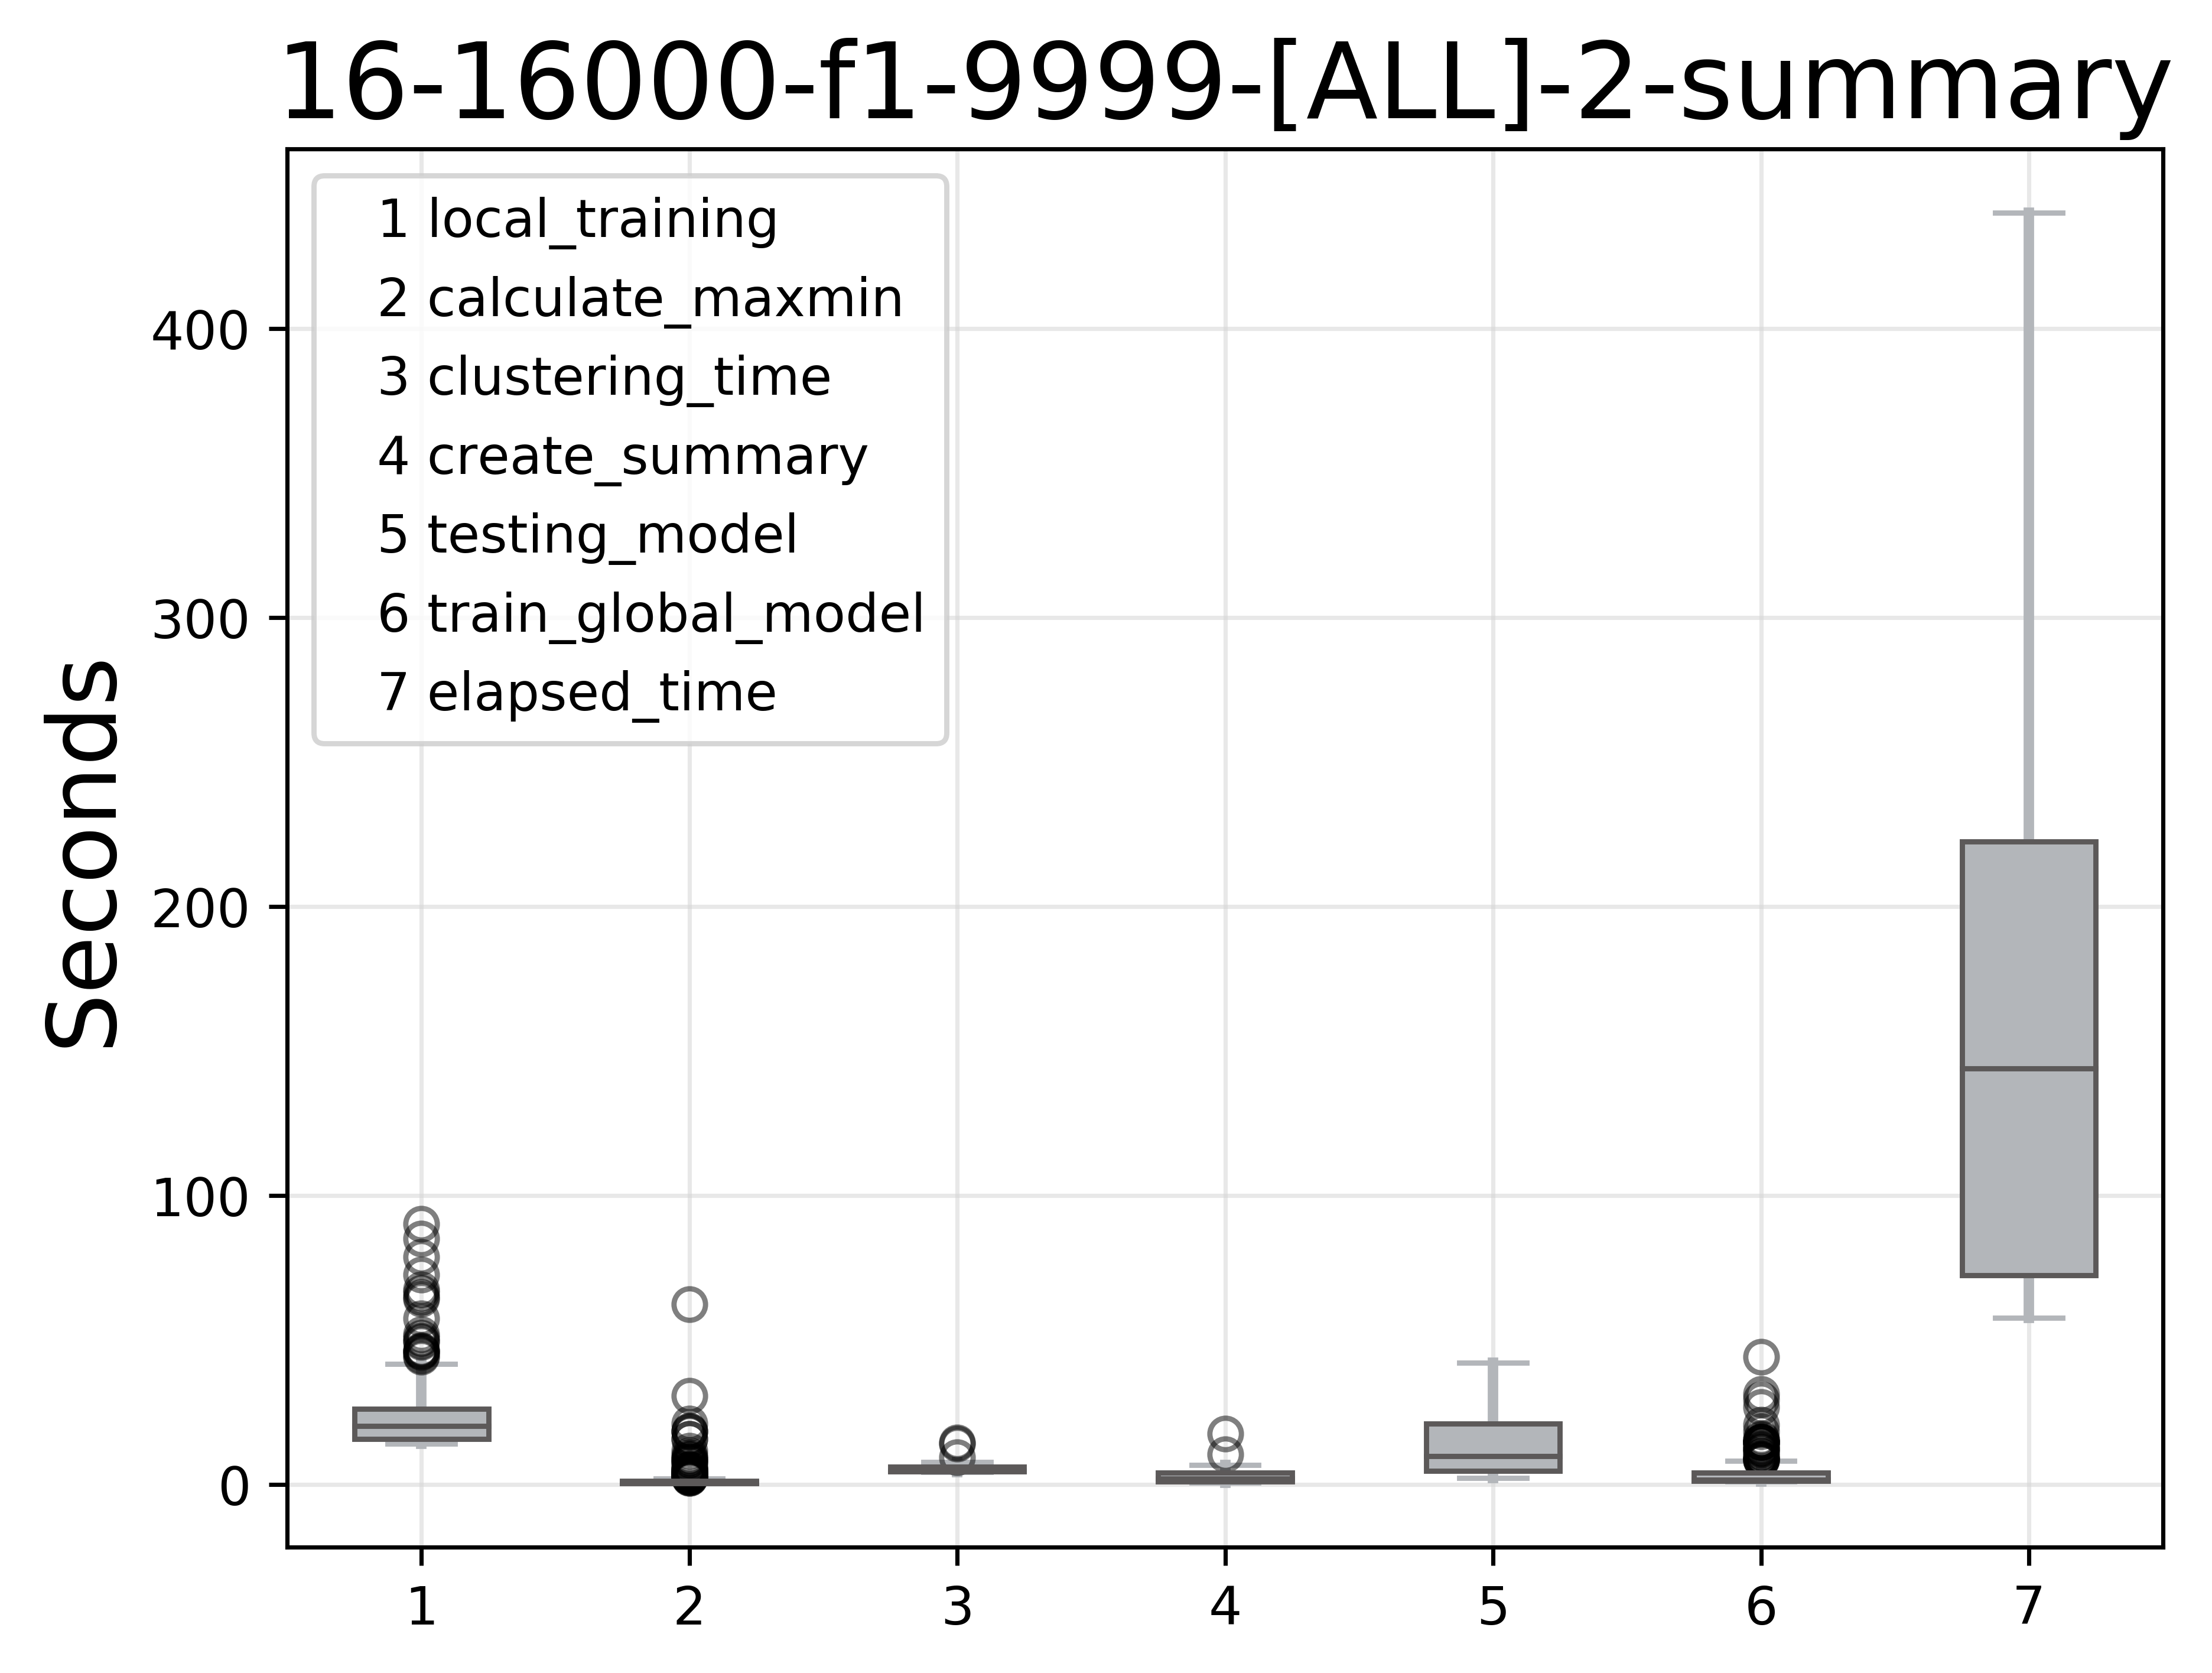 16-16000-f1-9999-[ALL]-2-summary
1 local_training
2 calculate_maxmin
3 clustering_time
4 create_summary
5 testing_model
6 train_global_model
7 elapsed_time
Seconds
400
300
200
100
0
1 2 3 4 5 6 7